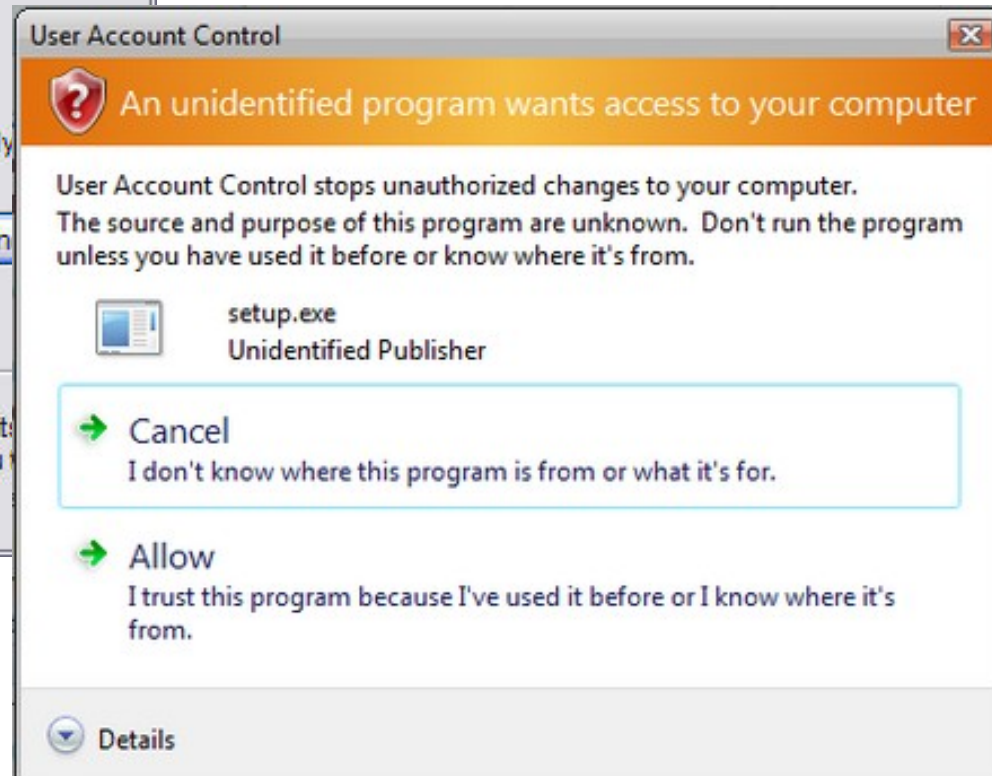 User Account Control
An unidentified program wants access to your computer
User Account Control stops unauthorized changes to your computer.
The source and purpose of this program are unknown. Don't run the program
unless you have used it before or know where it's from.
setup.exe
Unidentified Publisher
Cancel
I don't know where this program is from or what it's for.
Allow
I trust this program because I've used it before or I know where it's
from.
Details